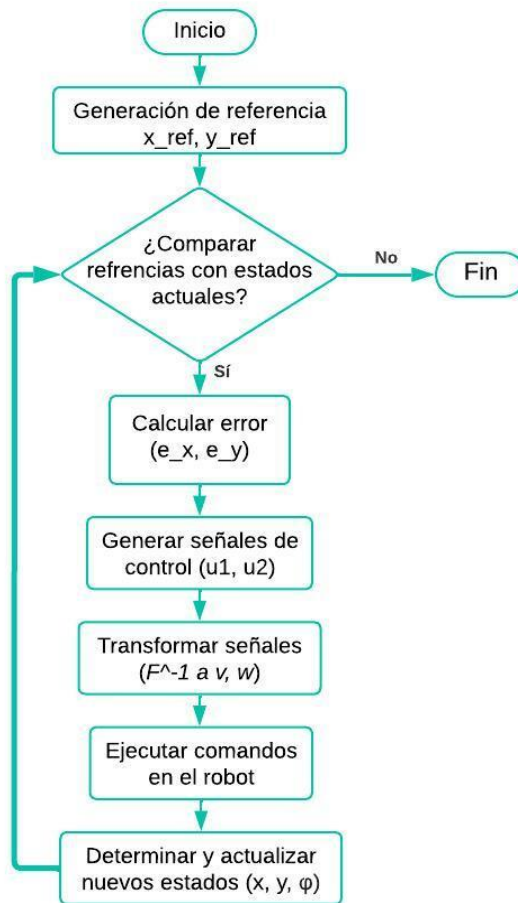 Inicio
Generación de referencia
x_ref, y_ref
¿Comparar
refrencias con estados
actuales?
No
Fin
Sí
Calcular error
(e_x, e_y)
Generar señales de
control (u1, u2)
Transformar señales
(F^-1 a v, w)
Ejecutar comandos
en el robot
Determinar y actualizar
nuevos estados (x, y, φ)